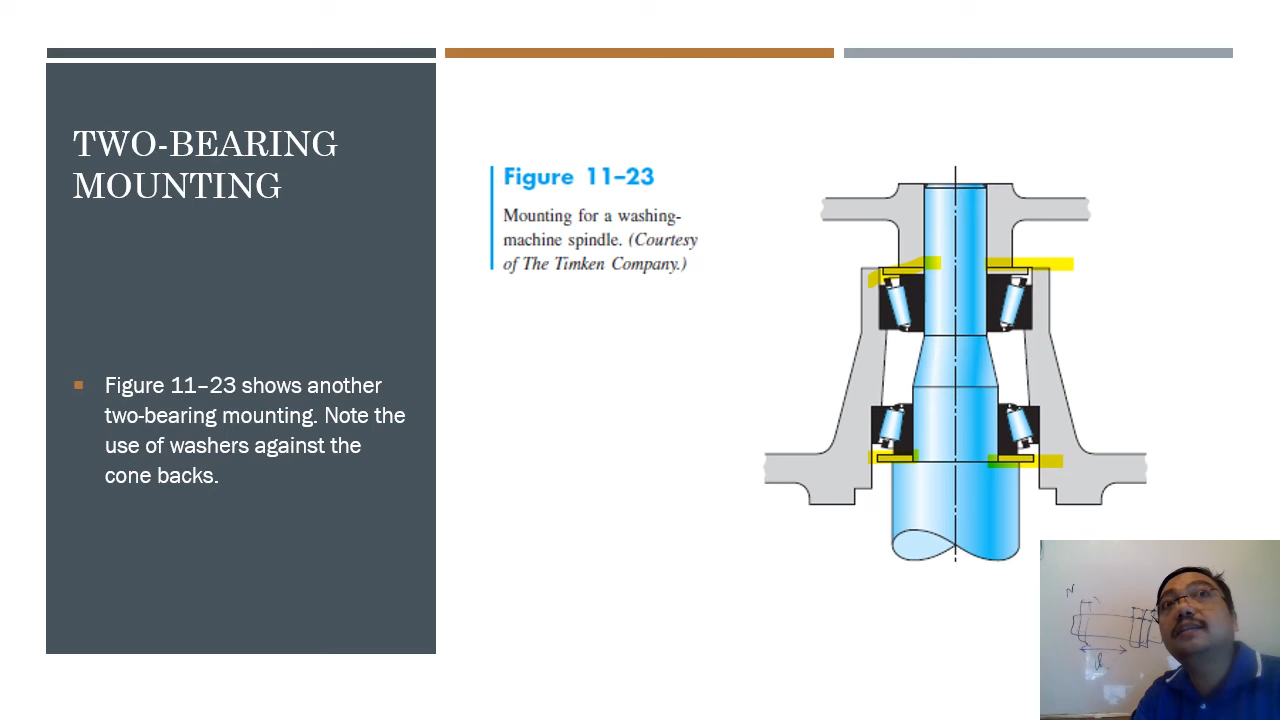 TWO-BEARING
MOUNTING
Figure 11–23 shows another
two-bearing mounting. Note the
use of washers against the
cone backs.
Figure 11–23
Mounting for a washing-
machine spindle. (Courtesy
of The Timken Company.)